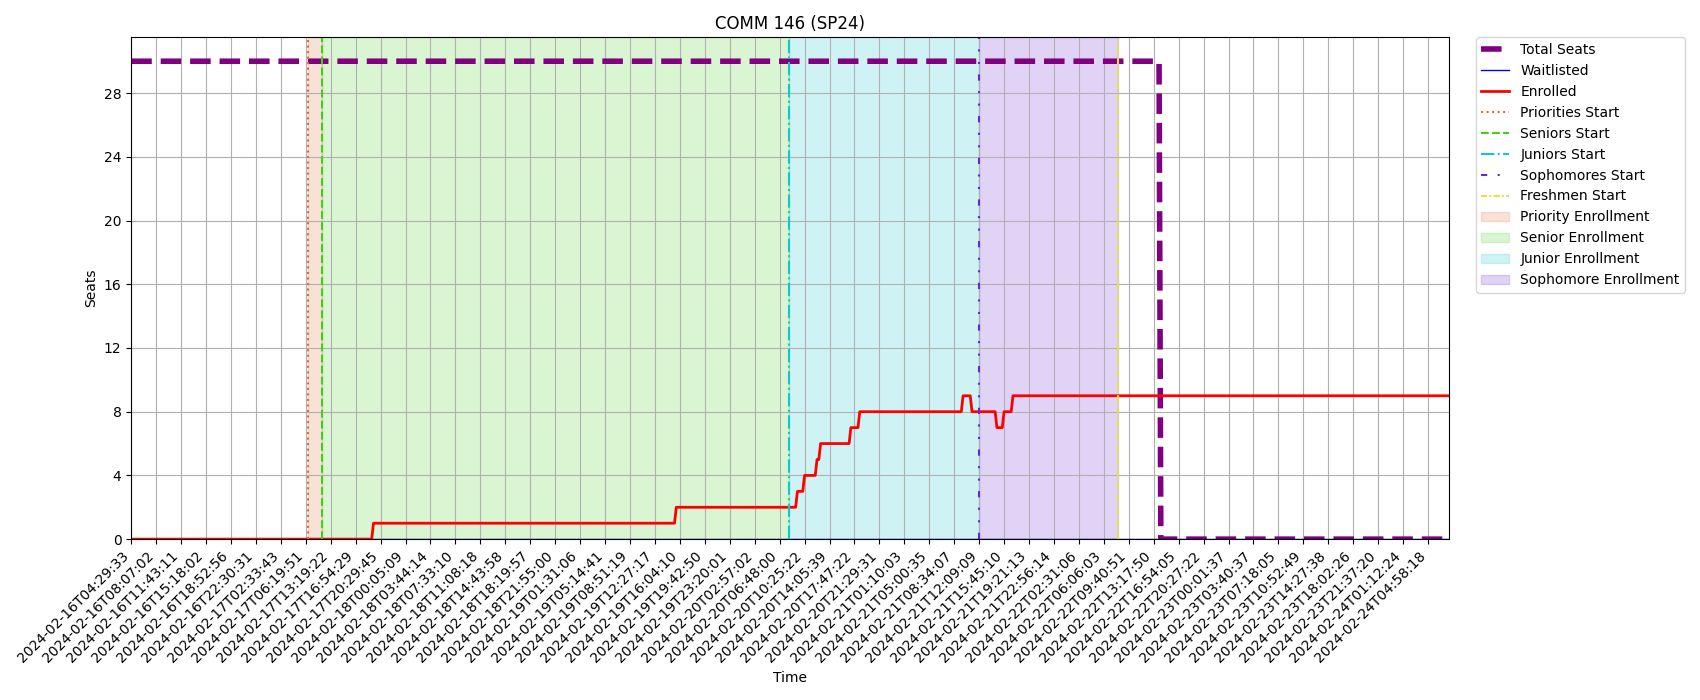 COMM 146 (SP24)
Total Seats
Waitlisted
Enrolled
Priorities Start
Seniors Start
Juniors Start
Sophomores Start
Freshmen Start
Priority Enrollment
Senior Enrollment
Junior Enrollment
Sophomore Enrollment
Seats
28
24
20
16
12
8
4
0
2024-02-16T04:29:33
2024-02-16T08:07:02
2024-02-16T11:43:11
2024-02-16T15:18:02
2024-02-16T18:52:56
2024-02-16T22:30:31
2024-02-17T02:33:43
2024-02-17T06:19:51
2024-02-17T13:19:22
2024-02-17T16:54:29
2024-02-17T20:29:45
2024-02-18T00:05:09
2024-02-18T03:44:14
2024-02-18T07:33:10
2024-02-18T11:08:18
2024-02-18T14:43:58
2024-02-18T18:19:57
2024-02-18T21:55:00
2024-02-19T01:31:06
2024-02-19T05:14:41
2024-02-19T08:51:19
2024-02-19T12:27:17
2024-02-19T16:04:10
2024-02-19T19:42:50
2024-02-19T23:20:01
2024-02-20T02:57:02
2024-02-20T06:48:00
2024-02-20T10:25:22
2024-02-20T14:05:39
2024-02-20T17:47:22
2024-02-20T21:29:31
2024-02-21T01:10:03
2024-02-21T05:00:35
2024-02-21T08:34:07
2024-02-21T12:09:09
2024-02-21T15:45:10
2024-02-21T19:21:13
2024-02-21T22:56:14
2024-02-22T02:31:06
2024-02-22T06:06:03
2024-02-22T09:40:51
2024-02-22T13:17:50
2024-02-22T16:54:05
2024-02-22T20:27:22
2024-02-23T00:01:37
2024-02-23T03:40:37
2024-02-23T07:18:05
2024-02-23T10:52:49
2024-02-23T14:27:38
2024-02-23T18:02:26
2024-02-23T21:37:20
2024-02-24T01:12:24
2024-02-24T04:58:18
Time